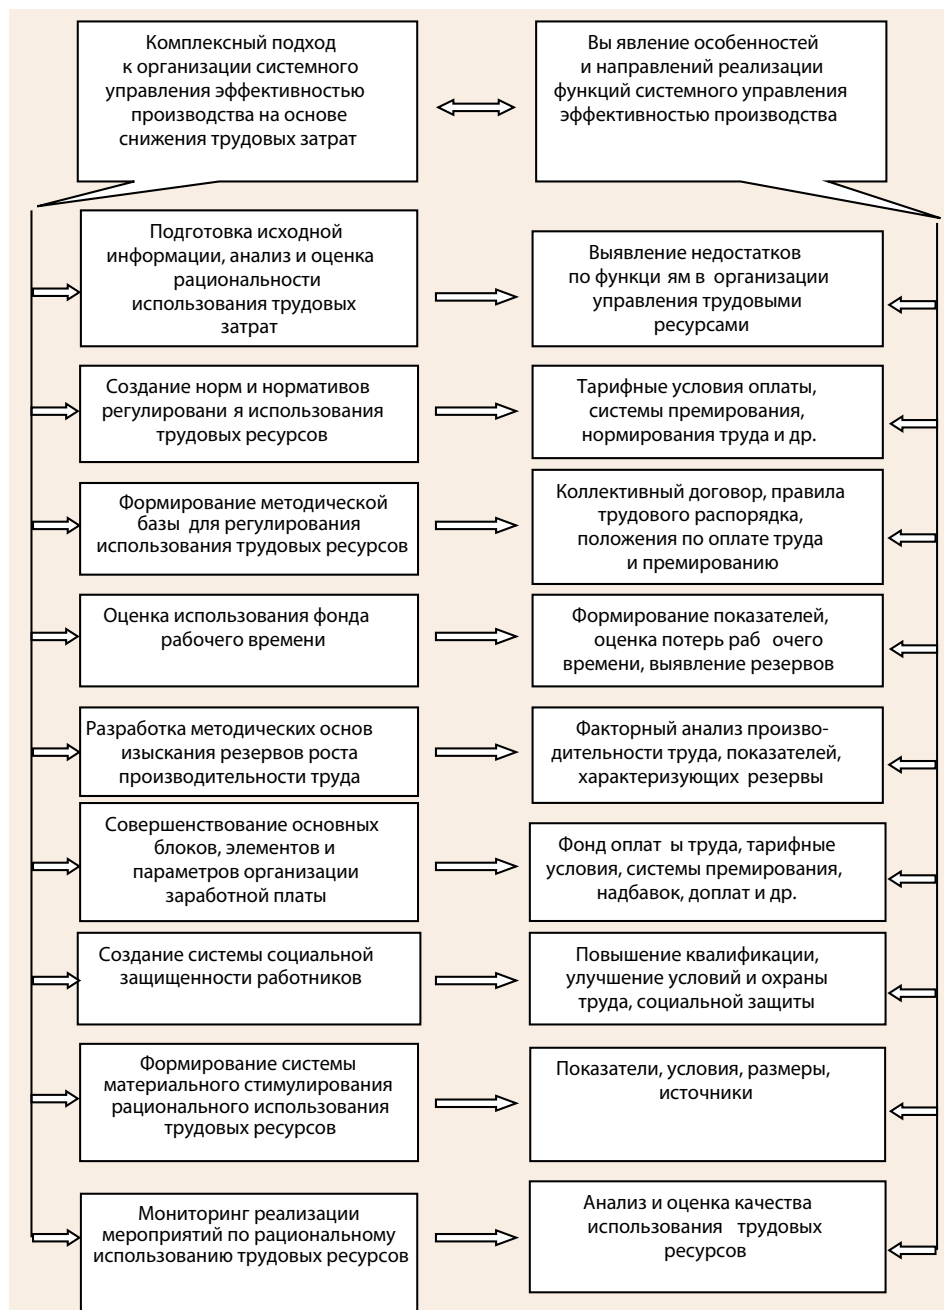 Комплексный подход
к организации системного
управления эффективностью
производства на основе
снижения трудовых затрат
Вы явление особенностей
и направлений реализации
функций системного управления
эффективностью производства
Подготовка исходной
информации, анализ и оценка
рациональности
использования трудовых
затрат
Выявление недостатков
по функци ям в организации
управления трудовыми
ресурсами
Создание норм и нормативов
регулировани я использования
трудовых ресурсов
Тарифные условия оплаты,
системы премирования,
нормирования труда и др.
Формирование методической
базы для регулирования
использования трудовых ресурсов
Коллективный договор, правила
трудового распорядка,
положения по оплате труда
и премированию
Оценка использования фонда
рабочего времени
Формирование показателей,
оценка потерь раб очего
времени, выявление резервов
Разработка методических основ
изыскания резервов роста
производительности труда
Факторный анализ произво-
дительности труда, показателей,
характеризующих резервы
Совершенствование основных
блоков, элементов и
параметров организации
заработной платы
Фонд оплат ы труда, тарифные
условия, системы премирования,
надбавок, доплат и др.
Создание системы социальной
защищенности работников
Повышение квалификации,
улучшение условий и охраны
труда, социальной защиты
Формирование системы
материального стимулирования
рационального использования
трудовых ресурсов
Показатели, условия, размеры,
источники
Мониторинг реализации
мероприятий по рациональному
использованию трудовых ресурсов
Анализ и оценка качества
использования трудовых
ресурсов